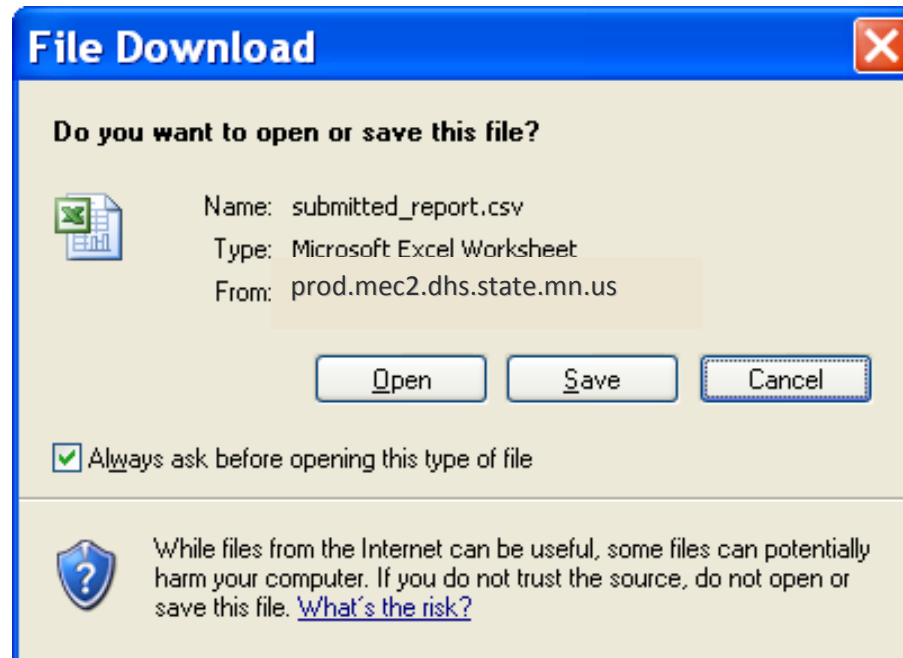 File Download
Do you want to open or save this file?
Name: submitted_report.csv
Type: Microsoft Excel Worksheet
From: prod.mec2.dhs.state.mn.us
Open Save Cancel
Always ask before opening this type of file
While files from the Internet can be useful, some files can potentially
harm your computer. If you do not trust the source, do not open or
save this file. What's the risk?